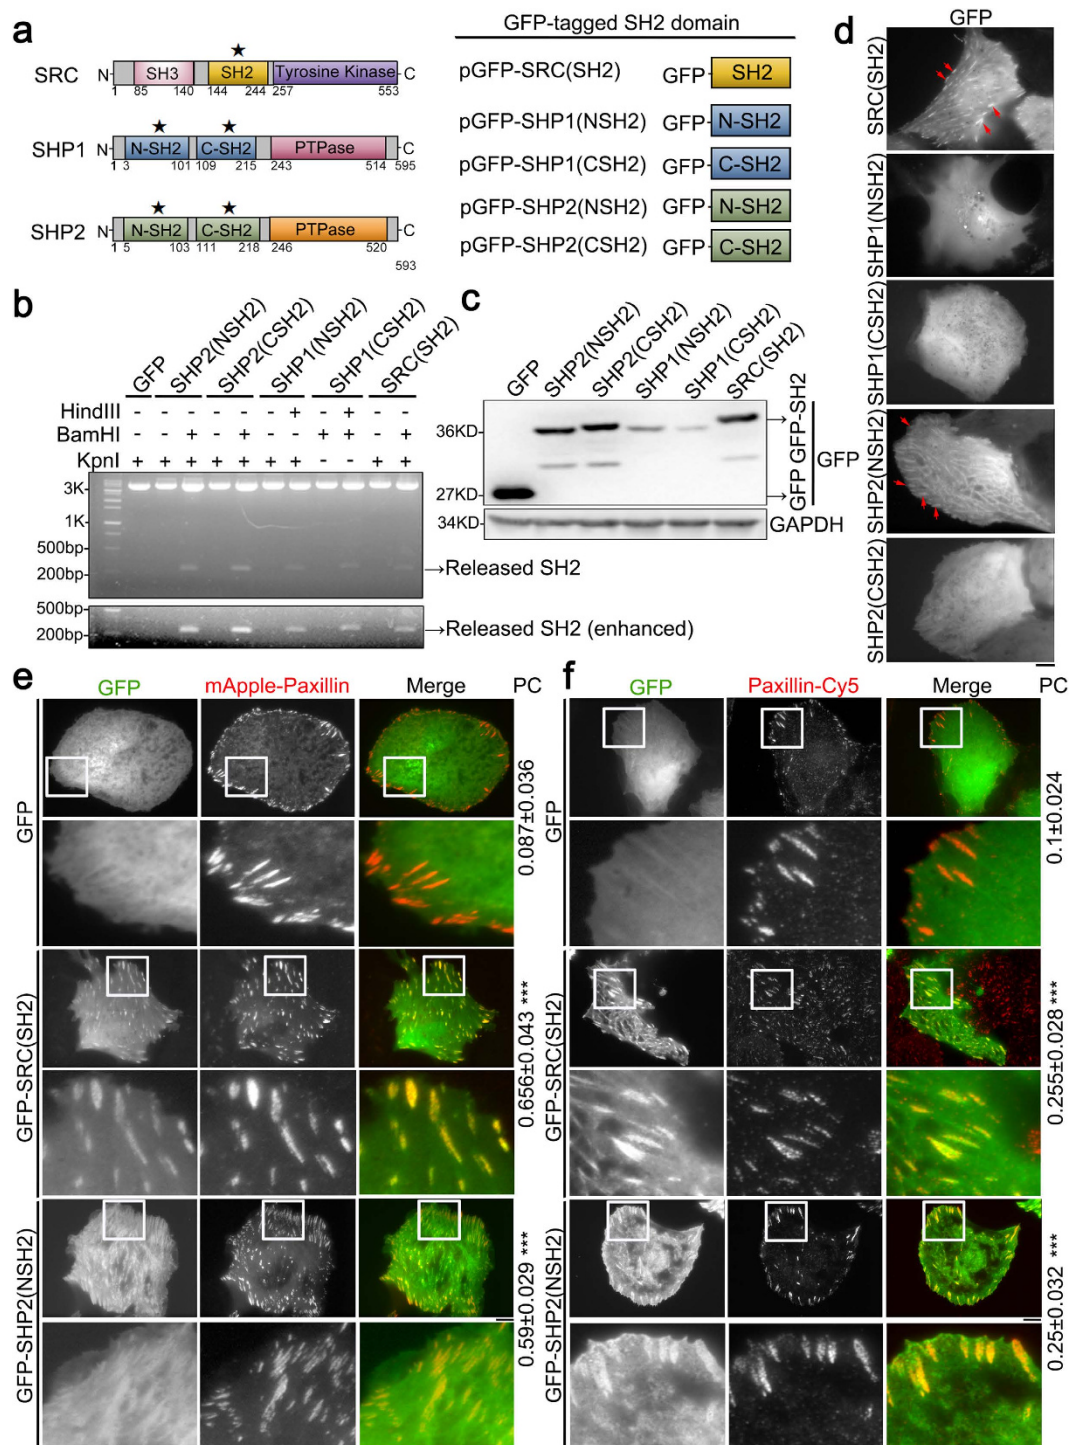 a
SRC
N-
SH3
SH2
Tyrosine Kinase
-C
1 85 140 144 244 257 553
SHP1
N-
N-SH2
C-SH2
PTPase
C
1 3 101 109 215 243 514 595
SHP2
N-
N-SH2
C-SH2
PTPase
-C
1 5 103 111 218 246 520
593
GFP-tagged SH2 domain
pGFP-SRC(SH2) GFP- SH2
pGFP-SHP1(NSH2) GFP- N-SH2
pGFP-SHP1(CSH2) GFP- C-SH2
pGFP-SHP2(NSH2) GFP- N-SH2
pGFP-SHP2(CSH2) GFP- C-SH2
b
GFP
SHP2(NSH2)
SHP2(CSH2)
SHP1(NSH2)
SHP1(CSH2)
SRC(SH2)
HindIII - - - - - - + - + - -
BamHI - - + - + - - + + - +
KpnI + + + + + + + - - + +
3K-
1K-
500bp-
200bp-
→Released SH2
500bp-
200bp-
→Released SH2 (enhanced)
c
GFP
SHP2(NSH2)
SHP2(CSH2)
SHP1(NSH2)
SHP1(CSH2)
SRC(SH2)
36KD-
27KD-
34KD-
→
→
GFP GFP-SH2
GFP
GAPDH
d
GFP
SRC(SH2)
SHP1(NSH2)
SHP1(CSH2)
SHP2(NSH2)
SHP2(CSH2)
e
GFP mApple-Paxillin Merge PC
GFP
0.087±0.036
GFP-SRC(SH2)
0.656±0.043 ***
GFP-SHP2(NSH2)
0.59±0.029 ***
f
GFP Paxillin-Cy5 Merge PC
GFP
0.1±0.024
GFP-SRC(SH2)
0.255±0.028 ***
GFP-SHP2(NSH2)
0.25±0.032 ***